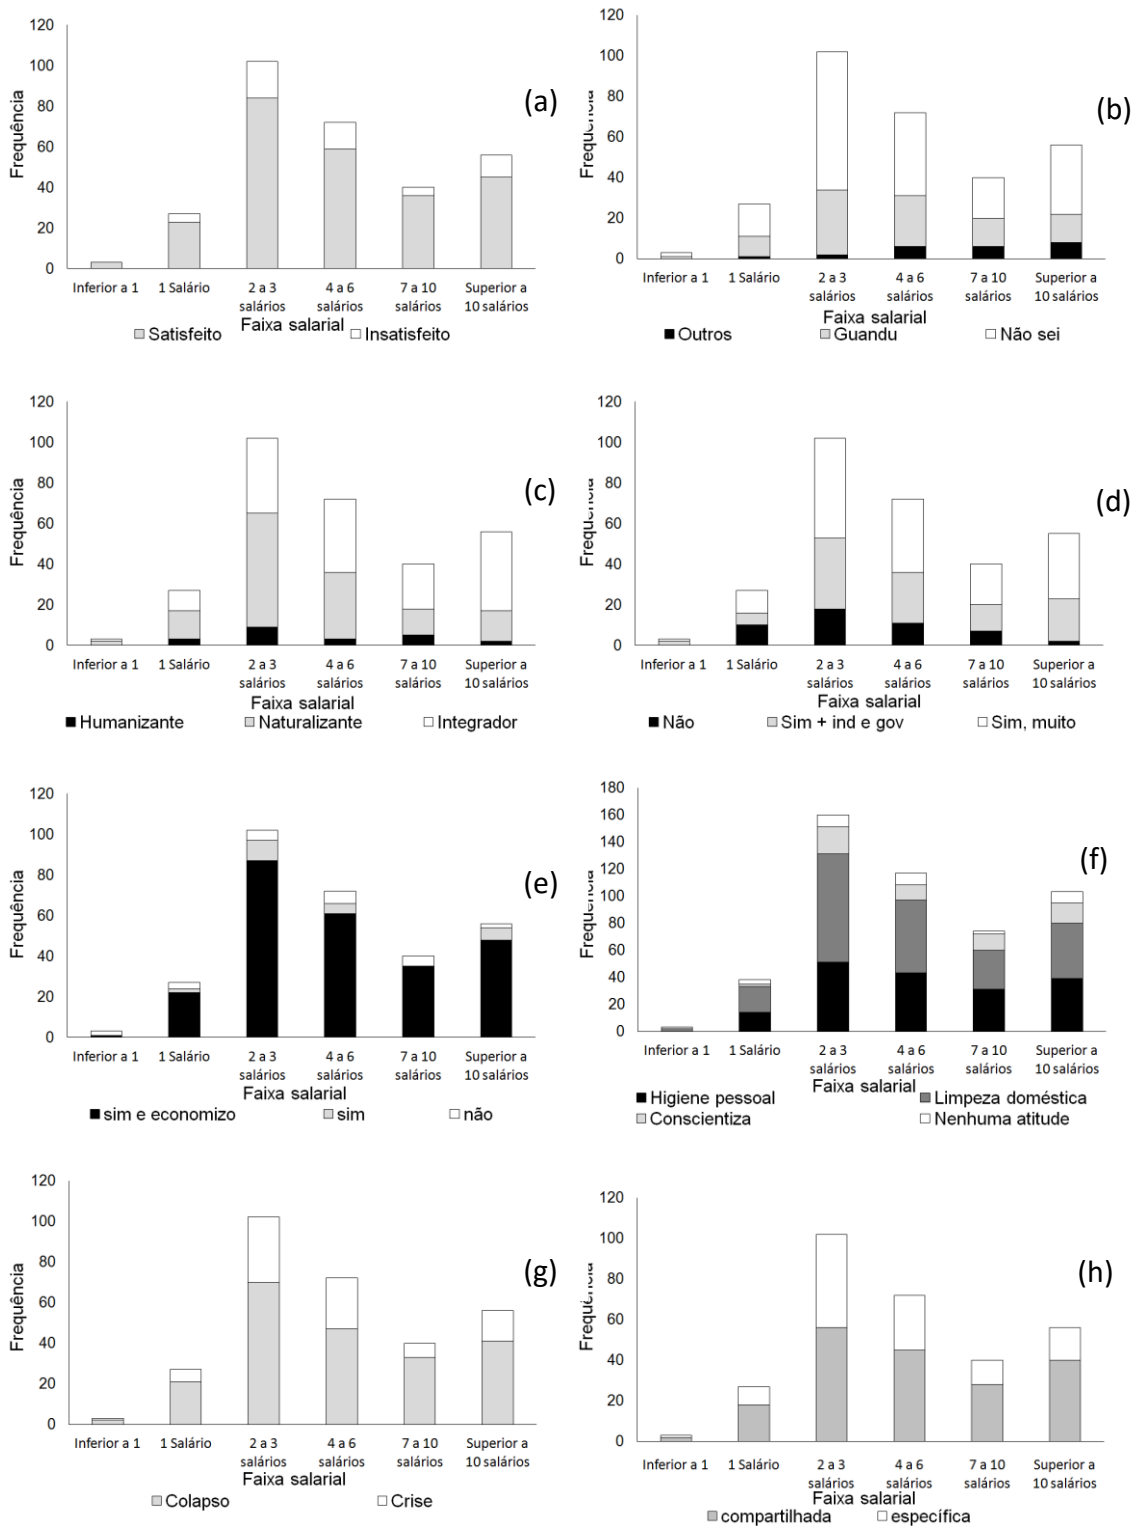 120
100
80
60
40
20
0
Frequência
(a)
Inferior a 1 1 Salário 2 a 3 salários 4 a 6 salários 7 a 10 salários Superior a 10 salários
Faixa salarial
Satisfeito Insatisfeito
120
100
80
60
40
20
0
Frequência
(b)
Inferior a 1 1 Salário 2 a 3 salários 4 a 6 salários 7 a 10 salários Superior a 10 salários
Faixa salarial
Outros Guandu Não sei
120
100
80
60
40
20
0
Frequência
(c)
Inferior a 1 1 Salário 2 a 3 salários 4 a 6 salários 7 a 10 salários Superior a 10 salários
Faixa salarial
Humanizante Naturalizante Integrador
120
100
80
60
40
20
0
Frequência
(d)
Inferior a 1 1 Salário 2 a 3 salários 4 a 6 salários 7 a 10 salários Superior a 10 salários
Faixa salarial
Não Sim + ind e gov Sim, muito
120
100
80
60
40
20
0
Frequência
(e)
Inferior a 1 1 Salário 2 a 3 salários 4 a 6 salários 7 a 10 salários Superior a 10 salários
Faixa salarial
sim e economizo sim não
180
160
140
120
100
80
60
40
20
0
Frequência
(f)
Inferior a 1 1 Salário 2 a 3 salários 4 a 6 salários 7 a 10 salários Superior a 10 salários
Faixa salarial
Higiene pessoal Limpeza doméstica
Conscientiza Nenhuma atitude
120
100
80
60
40
20
0
Frequência
(g)
Inferior a 1 1 Salário 2 a 3 salários 4 a 6 salários 7 a 10 salários Superior a 10 salários
Faixa salarial
Colapso Crise
120
100
80
60
40
20
0
Frequência
(h)
Inferior a 1 1 Salário 2 a 3 salários 4 a 6 salários 7 a 10 salários Superior a 10 salários
Faixa salarial
compartilhada específica